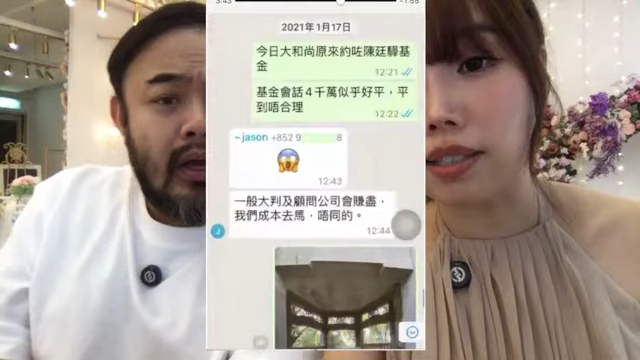 3:43
2021年1月17日
今日大和尚原來約咗陳廷驊基
金
12:21
基金會話4千萬似乎好平，平
到唔合理
12:22
~jason +852 9 8
12:43
一般大判及顧問公司會賺盡，
我們成本去馬，唔同的。
J
12:44